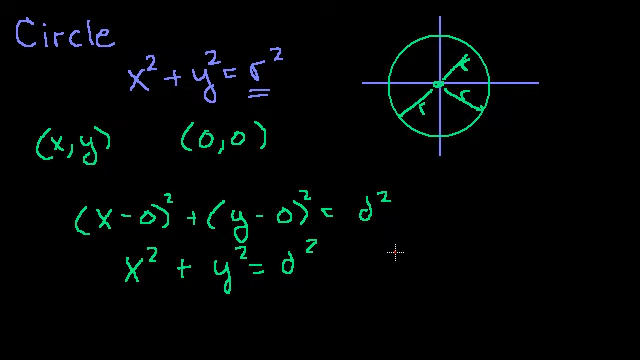 Circle
x² + y² = r²
r
r
r
(x, y) (0, 0)
(x - 0)² + (y - 0)² = d²
x² + y² = d²